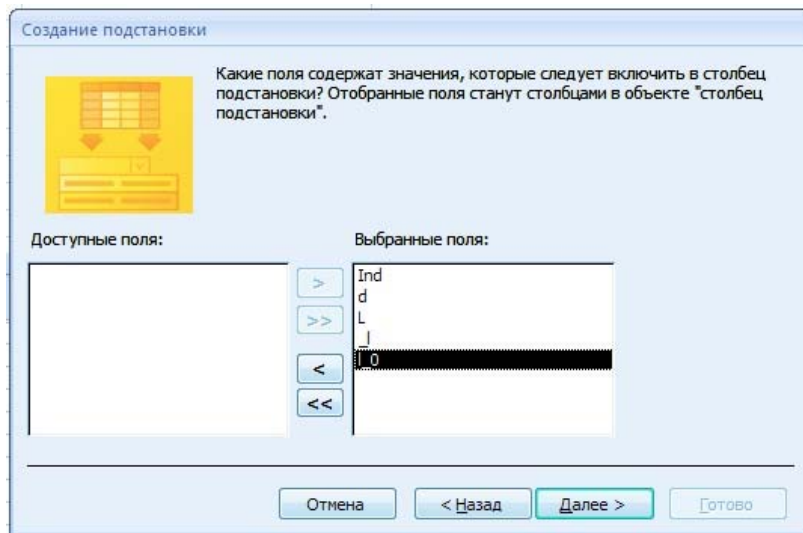 Создание подстановки
Какие поля содержат значения, которые следует включить в столбец
подстановки? Отобранные поля станут столбцами в объекте "столбец
подстановки".
Доступные поля:
Выбранные поля:
>
>>
<
<<
Ind
d
L
_l
l_0
Отмена
< Назад
Далее >
Готово